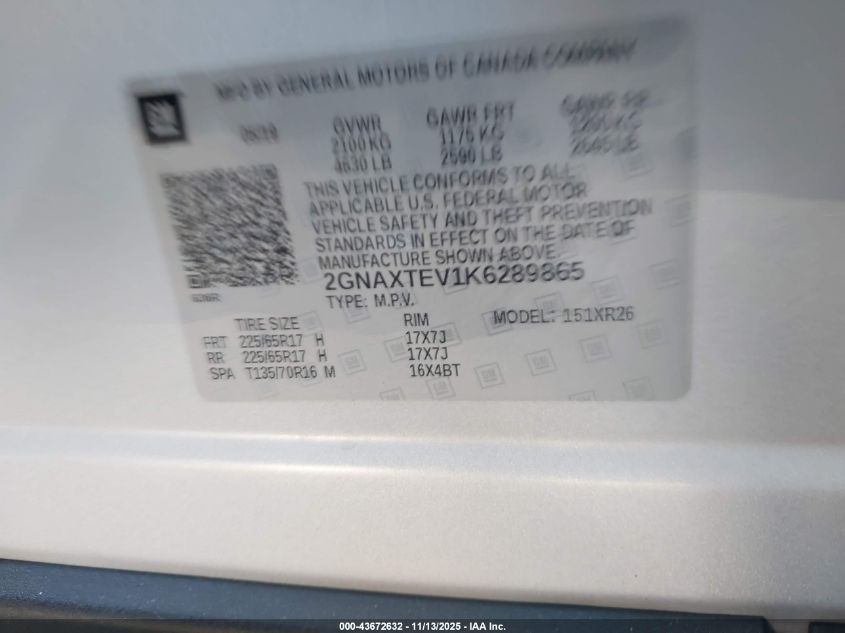 MFD BY GENERAL MOTORS OF CANADA COMPANY
GVWR GAWR FRT GAWR RR
2100 KG 1175 KG
4630 LB 2590 LB
THIS VEHICLE CONFORMS TO ALL
APPLICABLE U.S. FEDERAL MOTOR
VEHICLE SAFETY AND THEFT PREVENTION
STANDARDS IN EFFECT ON THE DATE OF
MANUFACTURE SHOWN ABOVE.
2GNAXTEV1K6289865
TYPE: M.P.V.
TIRE SIZE RIM MODEL: 151XR26
FRT 225/65R17 H 17X7J
RR 225/65R17 H 17X7J
SPA T135/70R16 M 16X4BT
000-43672632 - 11/13/2025 - IAA Inc.